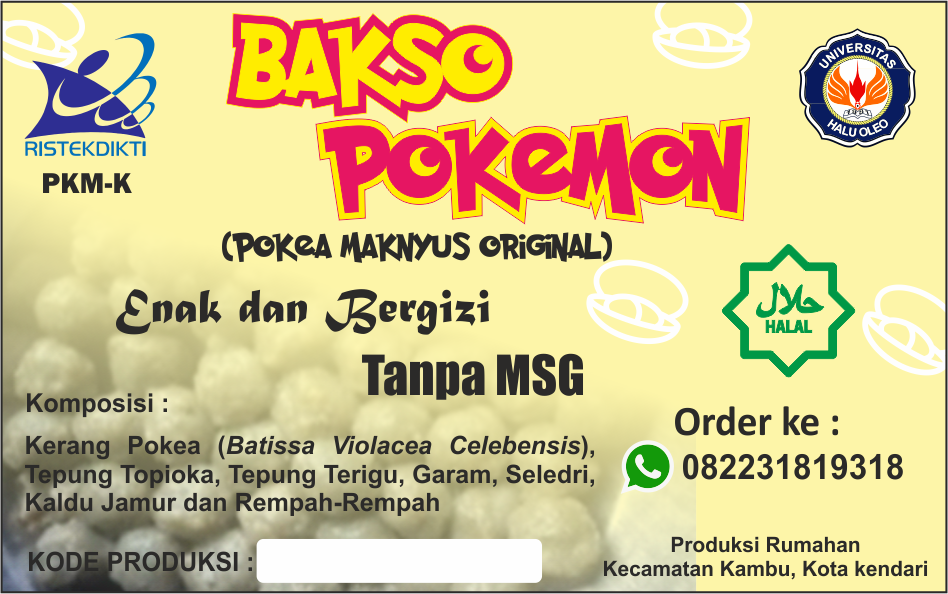 BAKSO
POKEMON
(POKEA MAKNYUS ORIGINAL)
RISTEKDIKTI
PKM-K
UNIVERSITAS
HALU OLEO
Enak dan Bergizi
Tanpa MSG
حلال
HALAL
Komposisi :
Kerang Pokea (Batissa Violacea Celebensis),
Tepung Topioka, Tepung Terigu, Garam, Seledri,
Kaldu Jamur dan Rempah-Rempah
KODE PRODUKSI :
Order ke :
082231819318
Produksi Rumahan
Kecamatan Kambu, Kota kendari